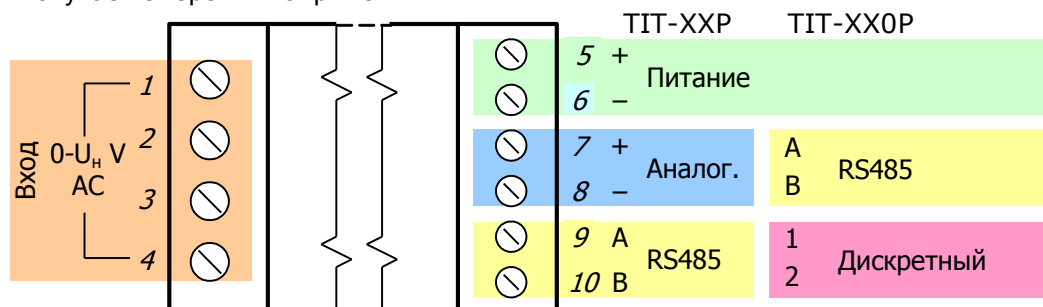 TIT-XXP TIT-XX0P
5 + Питание
6 –
1
2
0-Uн V
AC
Вход
3
4
7 + Аналог.
8 –
A RS485
B
9 A RS485
10 B
1 Дискретный
2